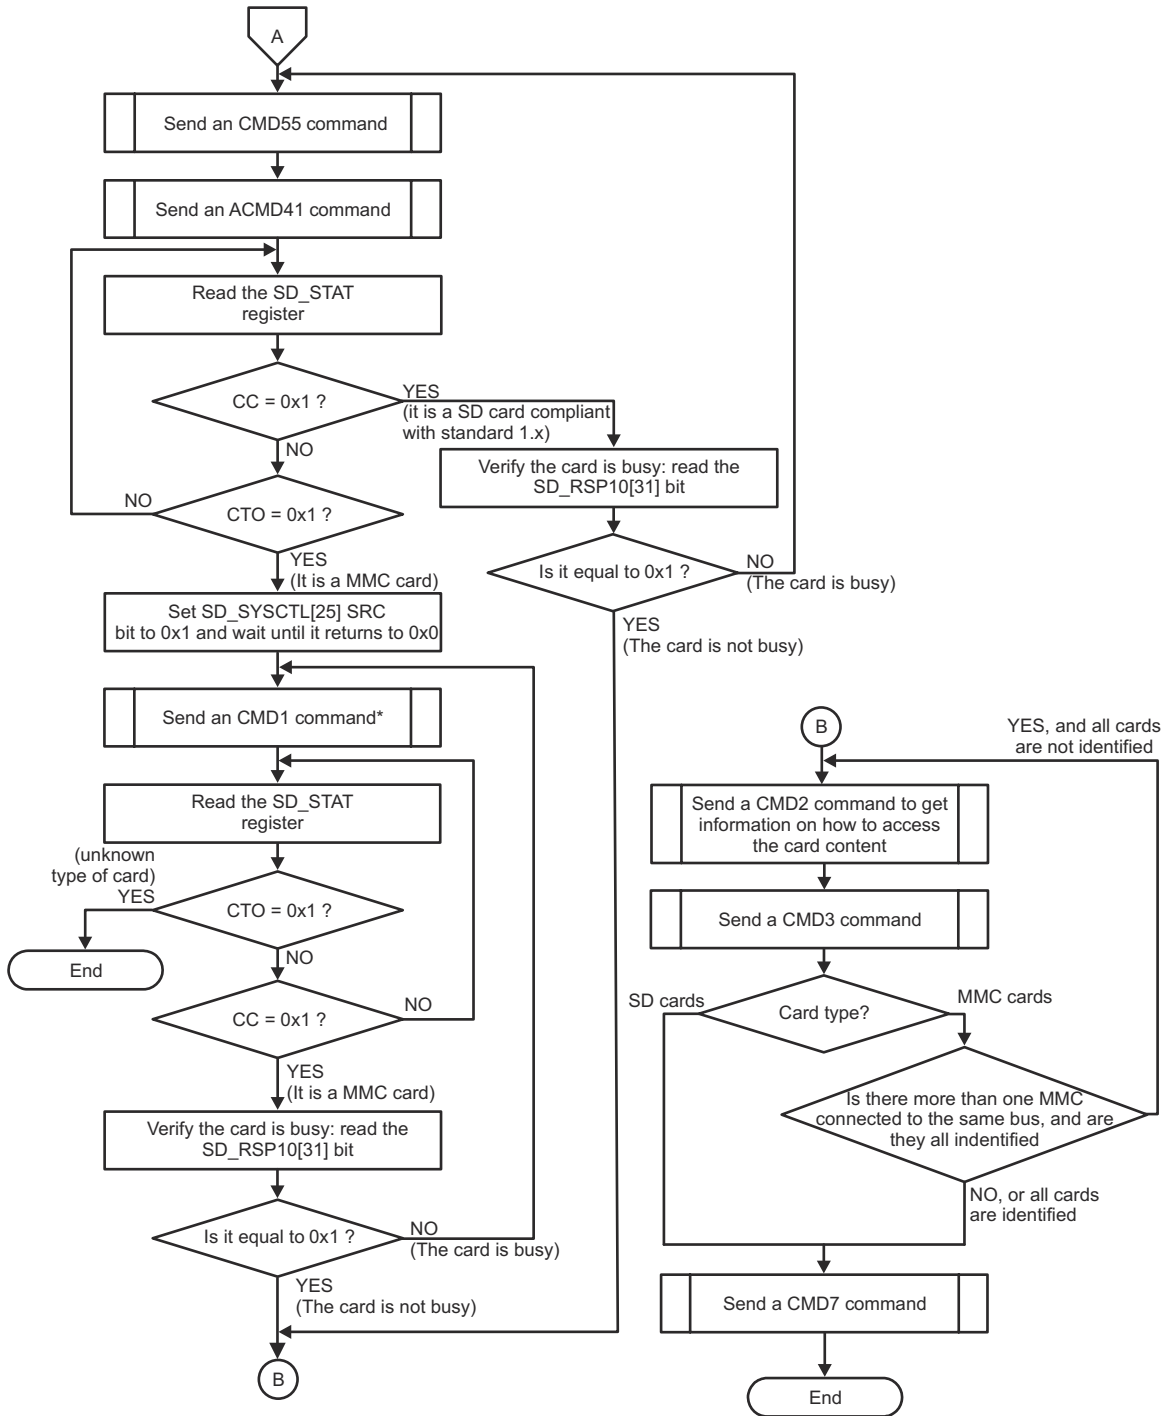 A
Send an CMD55 command
Send an ACMD41 command
Read the SD_STAT
register
CC = 0x1 ?
YES
(it is a SD card compliant
with standard 1.x)
NO
Verify the card is busy: read the
SD_RSP10[31] bit
NO
CTO = 0x1 ?
Is it equal to 0x1 ?
NO
(The card is busy)
YES
(It is a MMC card)
Set SD_SYSCTL[25] SRC
bit to 0x1 and wait until it returns to 0x0
YES
(The card is not busy)
Send an CMD1 command*
Read the SD_STAT
register
(unknown
type of card)
YES
CTO = 0x1 ?
End
NO
CC = 0x1 ?
NO
YES
(It is a MMC card)
Verify the card is busy: read the
SD_RSP10[31] bit
Is it equal to 0x1 ?
NO
(The card is busy)
YES
(The card is not busy)
B
B
YES, and all cards
are not identified
Send a CMD2 command to get
information on how to access
the card content
Send a CMD3 command
SD cards
Card type?
MMC cards
Is there more than one MMC
connected to the same bus, and are
they all indentified
NO, or all cards
are identified
Send a CMD7 command
End